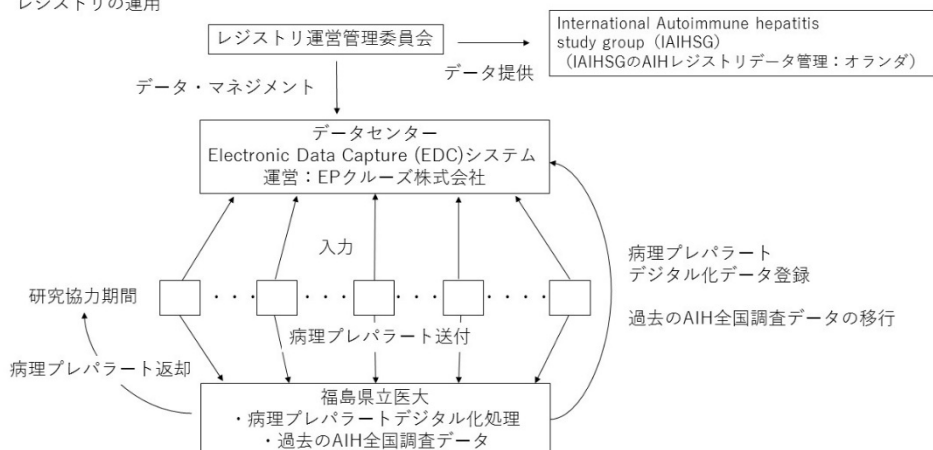 レジストリの運用
レジストリ運営管理委員会
International Autoimmune hepatitis
study group（IAIHSG）
（IAIHSGのAIHレジストリデータ管理：オランダ）
データ提供
データ・マネジメント
データセンター
Electronic Data Capture (EDC)システム
運営：EPクルーズ株式会社
入力
病理プレパラート
デジタル化データ登録
過去のAIH全国調査データの移行
研究協力期間
・・・
・・・
・・・
・・・・
病理プレパラート送付
病理プレパラート返却
福島県立医大
・病理プレパラートデジタル化処理
・過去のAIH全国調査データ